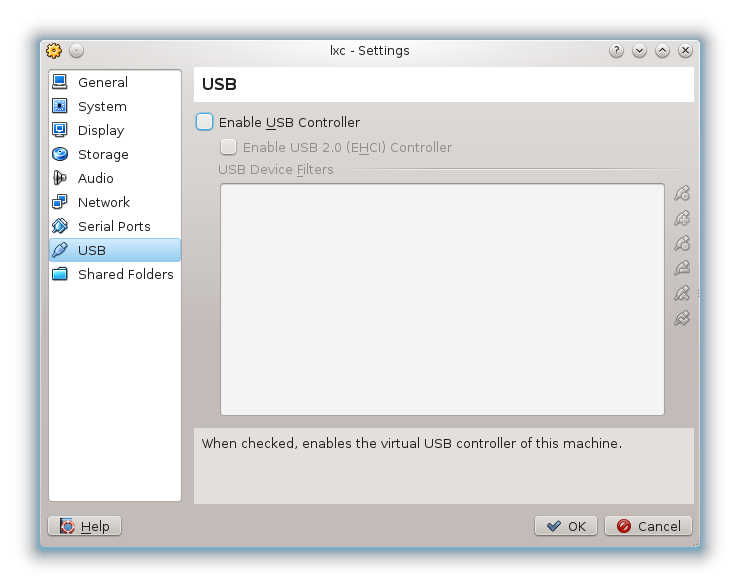 lxc - Settings
?
General
System
Display
Storage
Audio
Network
Serial Ports
USB
Shared Folders
USB
Enable USB Controller
Enable USB 2.0 (EHCI) Controller
USB Device Filters
When checked, enables the virtual USB controller of this machine.
Help
OK
Cancel